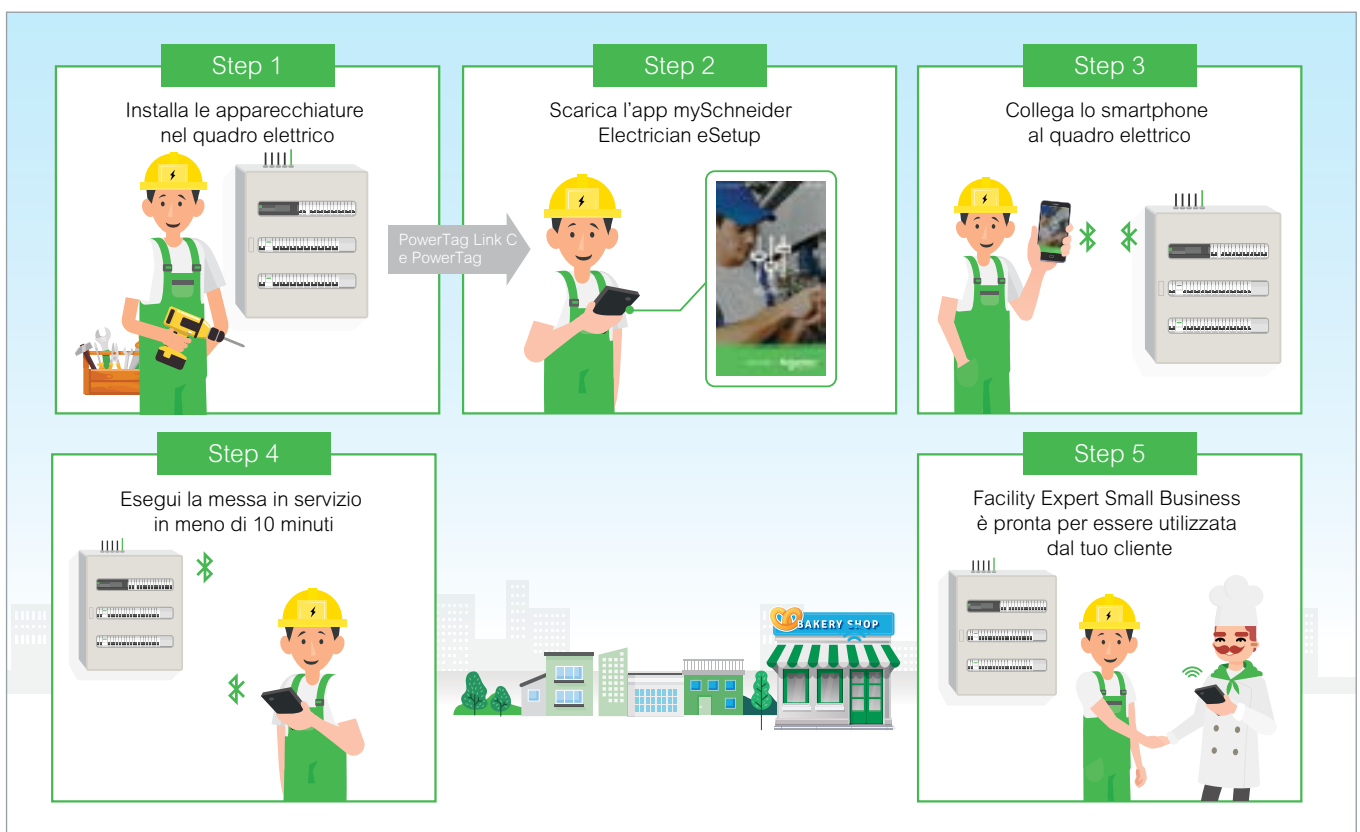 Step 1
Installa le apparecchiature
nel quadro elettrico
PowerTag Link C
e PowerTag
Step 2
Scarica l'app mySchneider
Electrician eSetup
Step 3
Collega lo smartphone
al quadro elettrico
Step 4
Esegui la messa in servizio
in meno di 10 minuti
BAKERY SHOP
Step 5
Facility Expert Small Business
è pronta per essere utilizzata
dal tuo cliente